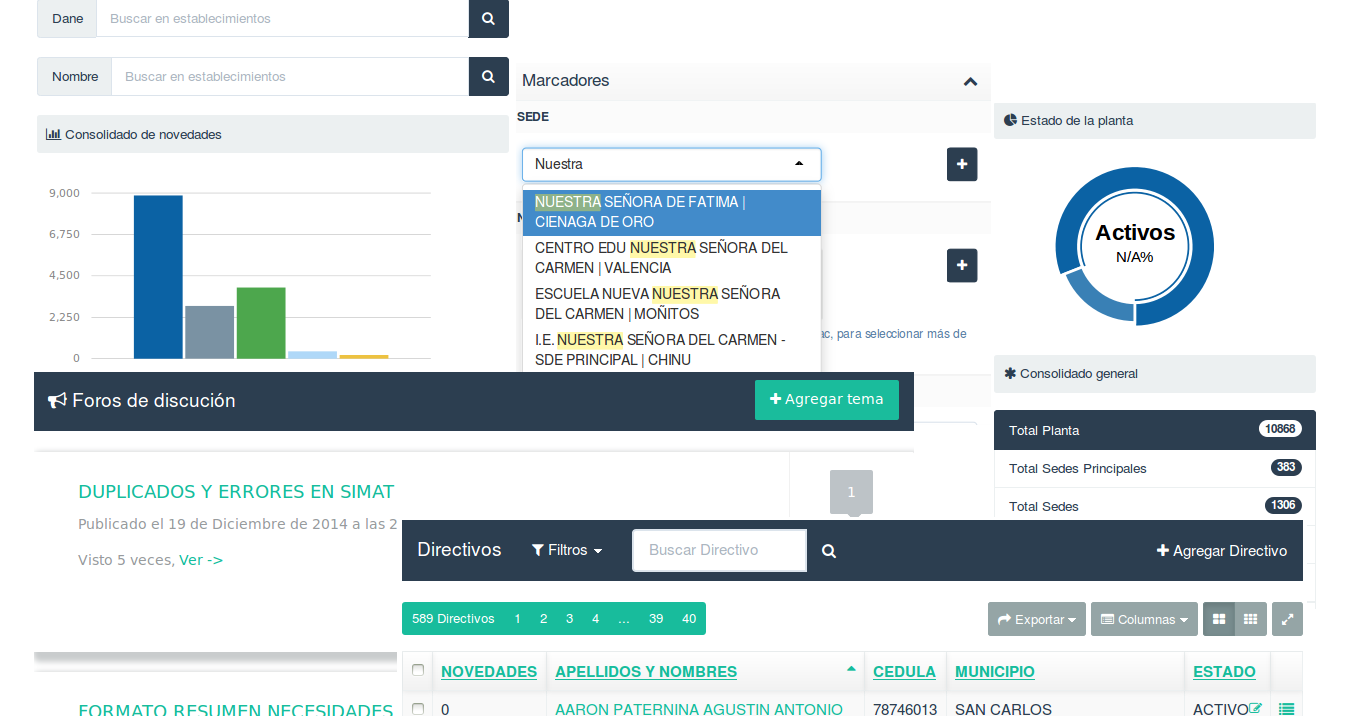 Dane
Buscar en establecimientos
Nombre
Buscar en establecimientos
Consolidado de novedades
9,000
6,750
4,500
2,250
0
Marcadores
SEDE
Nuestra
NUESTRA SEÑORA DE FATIMA |
CIENAGA DE ORO
CENTRO EDU NUESTRA SEÑORA DEL
CARMEN | VALENCIA
ESCUELA NUEVA NUESTRA SEÑORA
DEL CARMEN | MOÑITOS
I.E. NUESTRA SEÑORA DEL CARMEN -
SDE PRINCIPAL | CHINU
para seleccionar más de
Estado de la planta
Activos
N/A%
Consolidado general
Total Planta 10868
Total Sedes Principales 383
Total Sedes 1306
Foros de discución
Agregar tema
DUPLICADOS Y ERRORES EN SIMAT
1
Publicado el 19 de Diciembre de 2014 a las 2
Visto 5 veces, Ver ->
FORMATO RESUMEN NECESIDADES
Directivos
Filtros
Buscar Directivo
Agregar Directivo
589 Directivos 1 2 3 4 ... 39 40
Exportar
Columnas
NOVEDADES APELLIDOS Y NOMBRES CEDULA MUNICIPIO ESTADO
0 AARON PATERNINA AGUSTIN ANTONIO 78746013 SAN CARLOS ACTIVO